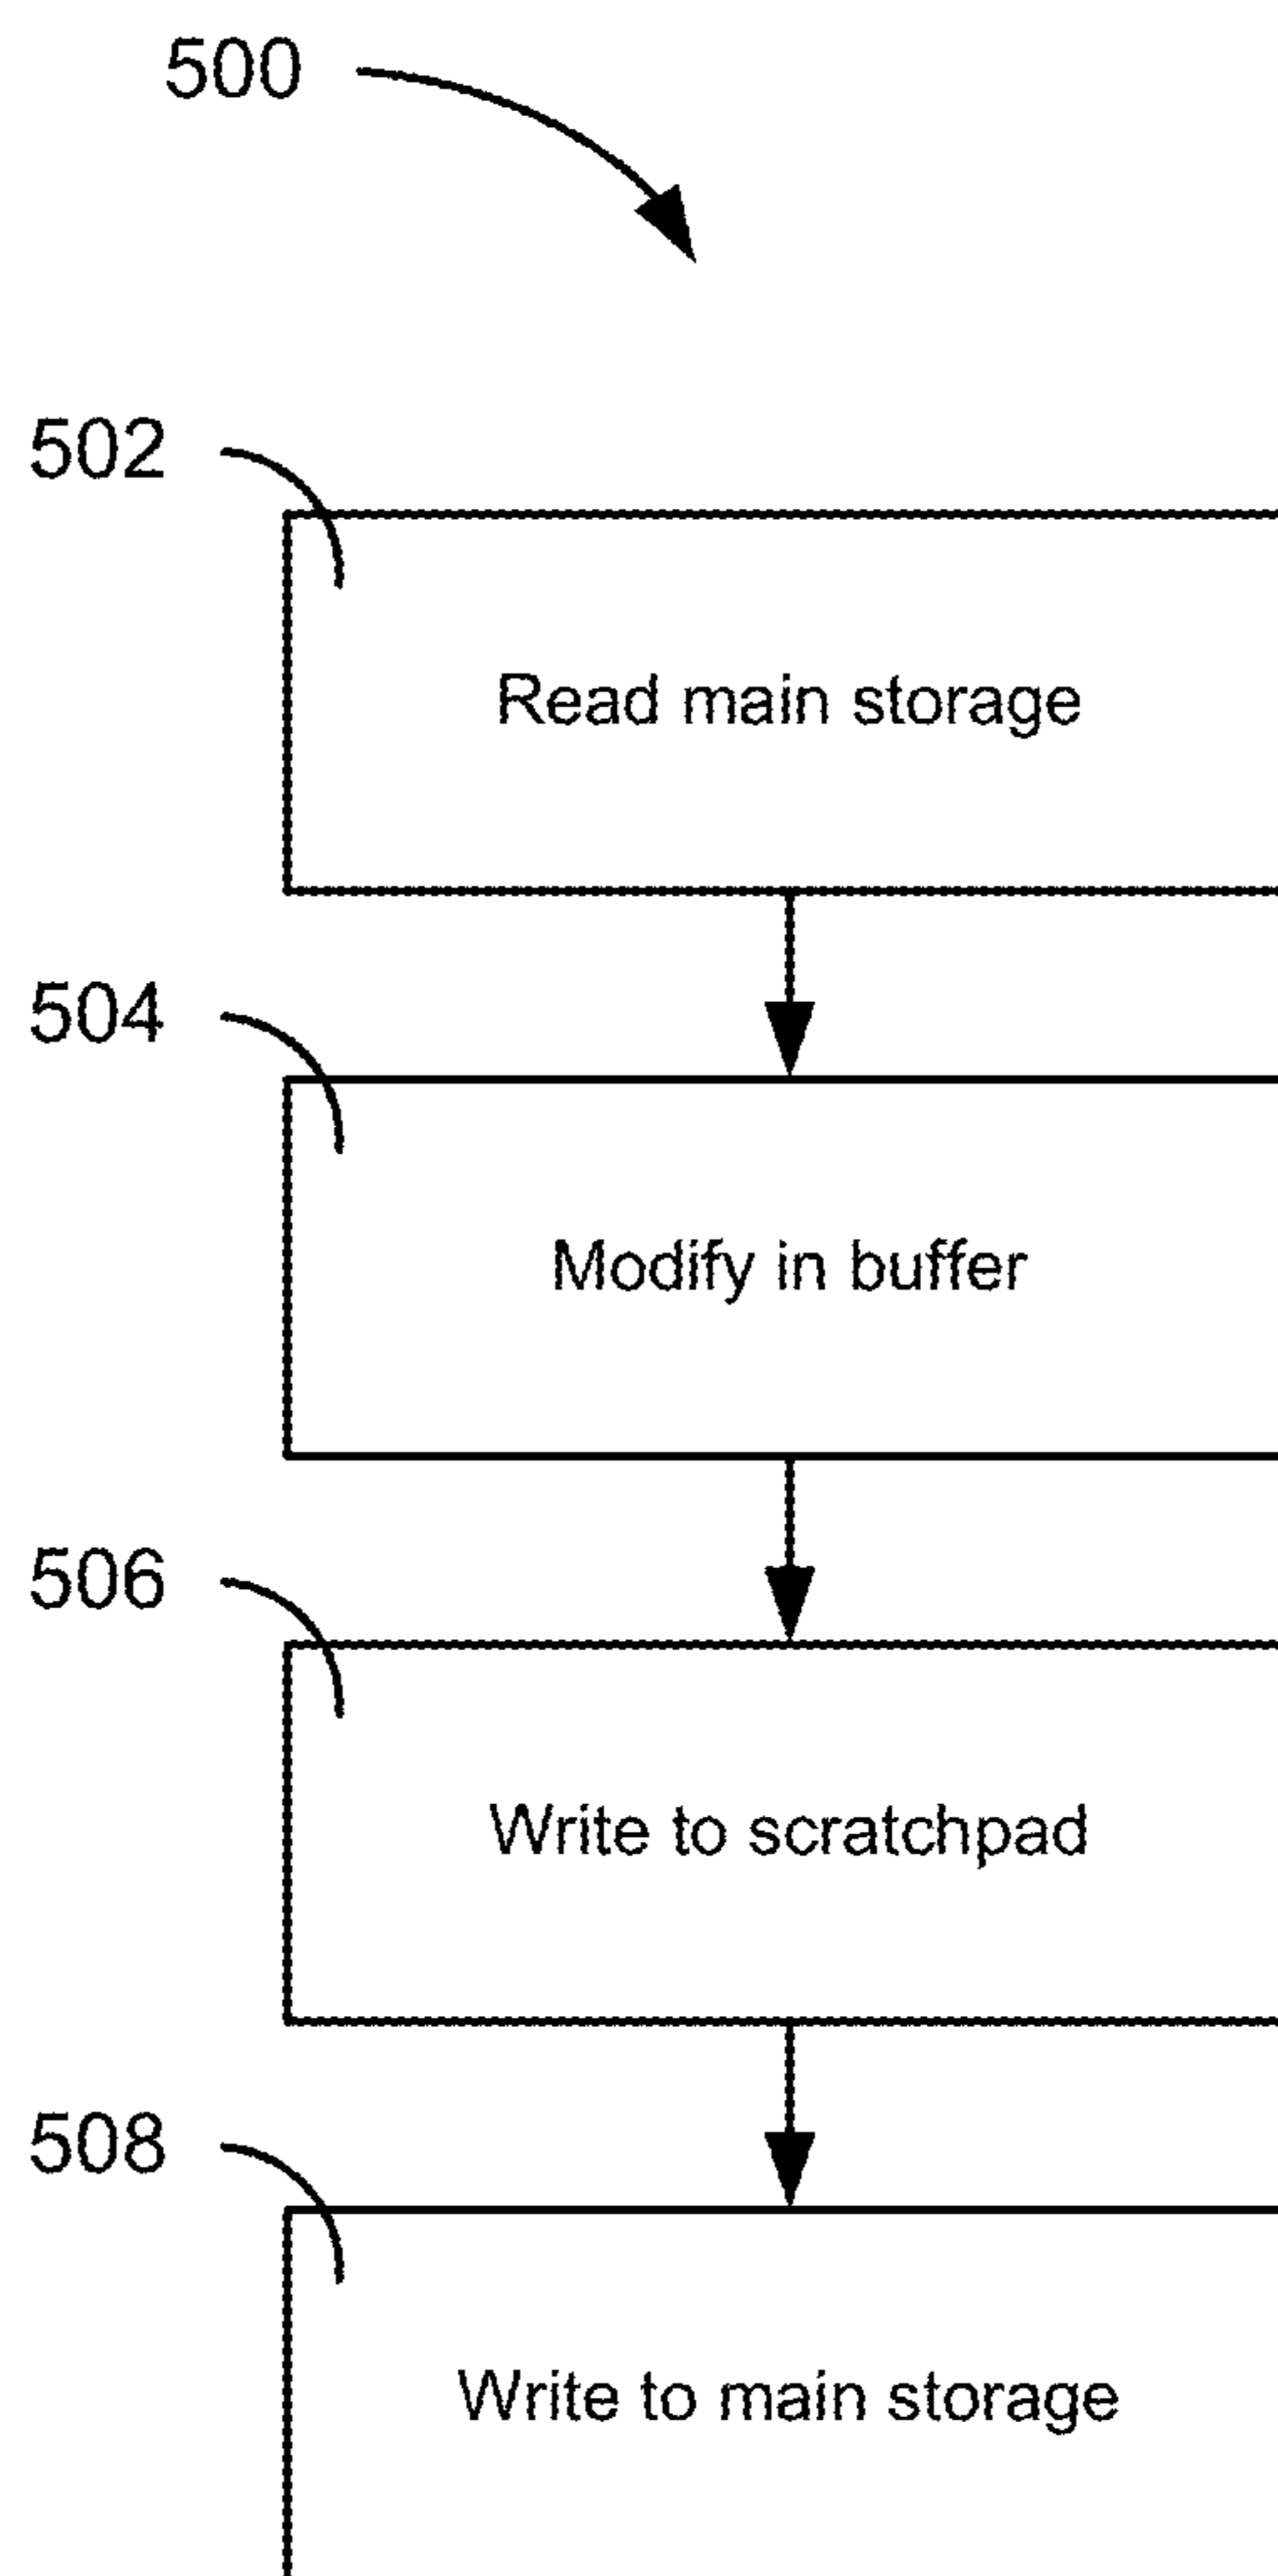 500
502
Read main storage
504
Modify in buffer
506
Write to scratchpad
508
Write to main storage